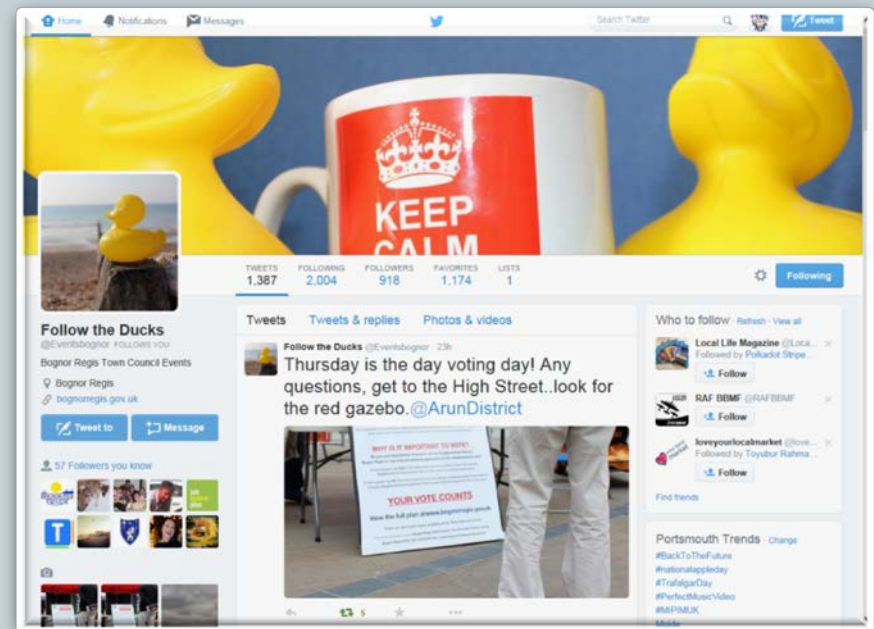 Home Notifications Messages
Search Twitter
Tweet
KEEP
CALM
TWEETS FOLLOWING FOLLOWERS FAVORITES LISTS
1,387 2,004 918 1,174 1
Following
Follow the Ducks
@Eventsbognor FOLLOWS YOU
Bognor Regis Town Council Events
Bognor Regis
bognorregis.gov.uk
Tweet to Message
57 Followers you know
Tweets Tweets & replies Photos & videos
Follow the Ducks @Eventsbognor · 23h
Thursday is the day voting day! Any
questions, get to the High Street..look for
the red gazebo.@ArunDistrict
WHY IS IT IMPORTANT TO VOTE?
YOUR VOTE COUNTS
View the full plan
5
Who to follow · Refresh · View all
Local Life Magazine @Loca...
Followed by Polkadot Stripe...
Follow
RAF BBMF @RAFBBMF
Follow
loveyourlocalmarket @love...
Followed by Toyubur Rahma...
Follow
Find friends
Portsmouth Trends · Change
#BackToTheFuture
#nationalappleday
#TrafalgarDay
#PerfectMusicVideo
#MIPIMUK